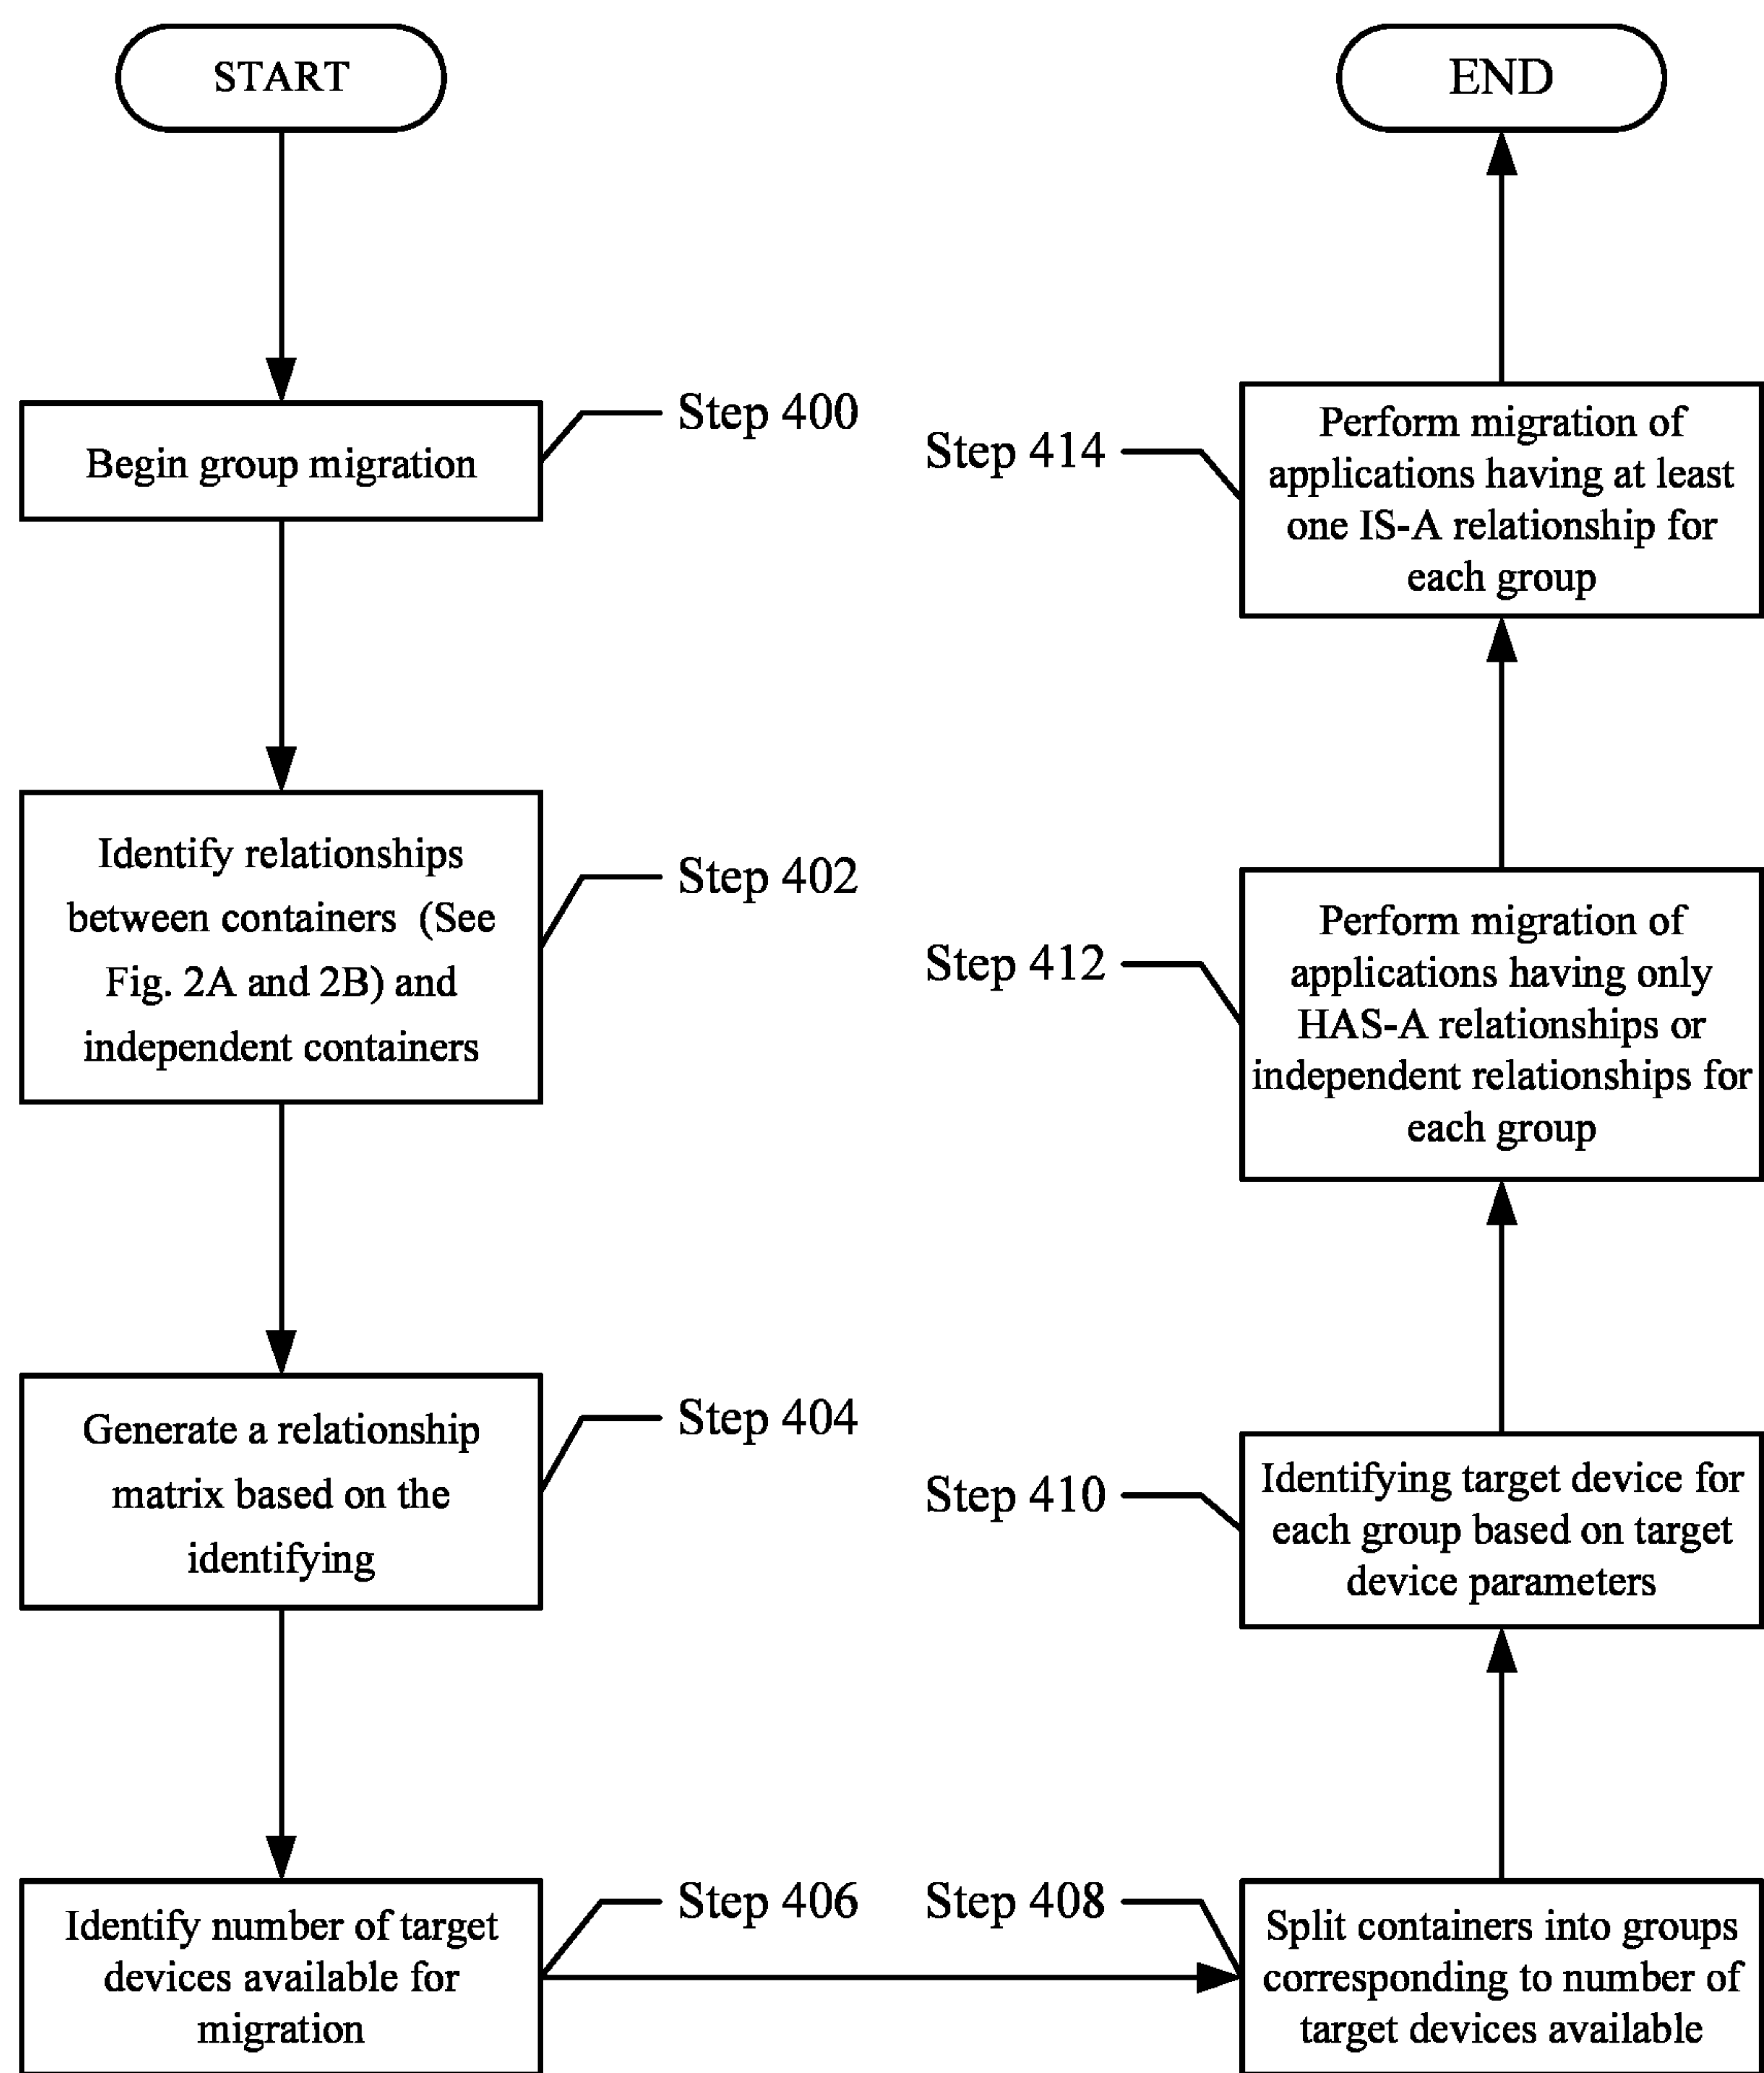 START
Begin group migration
Step 400
Identify relationships
between containers (See
Fig. 2A and 2B) and
independent containers
Step 402
Generate a relationship
matrix based on the
identifying
Step 404
Identify number of target
devices available for
migration
Step 406
Step 408
Split containers into groups
corresponding to number of
target devices available
Step 410
Identifying target device for
each group based on target
device parameters
Step 412
Perform migration of
applications having only
HAS-A relationships or
independent relationships for
each group
Step 414
Perform migration of
applications having at least
one IS-A relationship for
each group
END